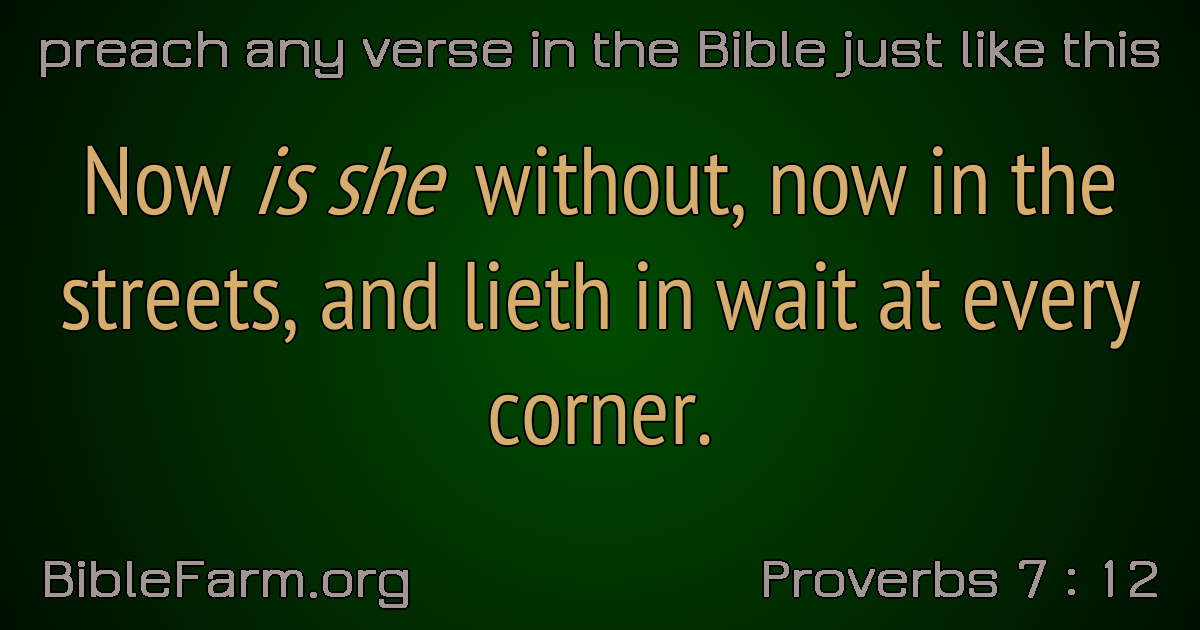 preach any verse in the Bible just like this
Now is she without, now in the
streets, and lieth in wait at every
corner.
BibleFarm.org
Proverbs 7 : 12